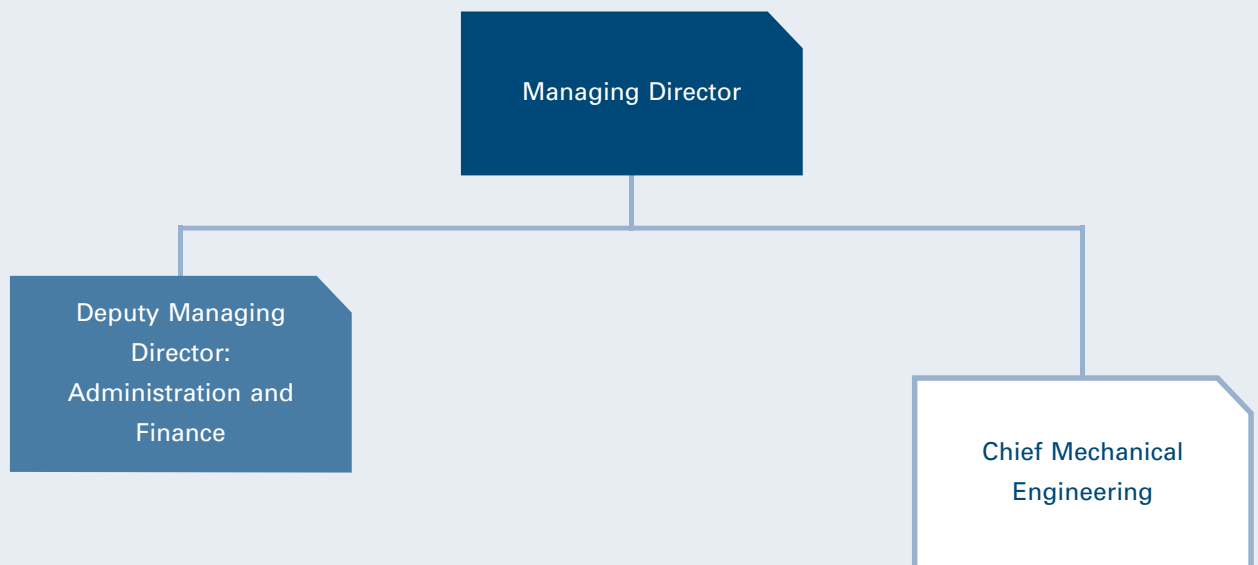 Managing Director
Deputy Managing
Director:
Administration and
Finance
Chief Mechanical
Engineering